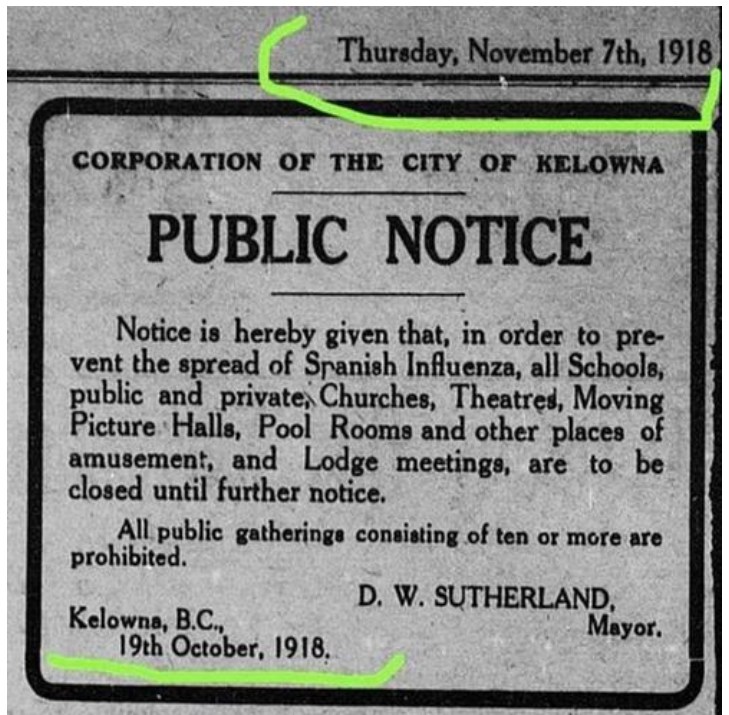 Thursday, November 7th, 1918
CORPORATION OF THE CITY OF KELOWNA
PUBLIC NOTICE
Notice is hereby given that, in order to pre-
vent the spread of Spanish Influenza, all Schools,
public and private, Churches, Theatres, Moving
Picture Halls, Pool Rooms and other places of
amusement, and Lodge meetings, are to be
closed until further notice.
All public gatherings consisting of ten or more are
prohibited.
D. W. SUTHERLAND,
Mayor.
Kelowna, B.C.,
19th October, 1918.